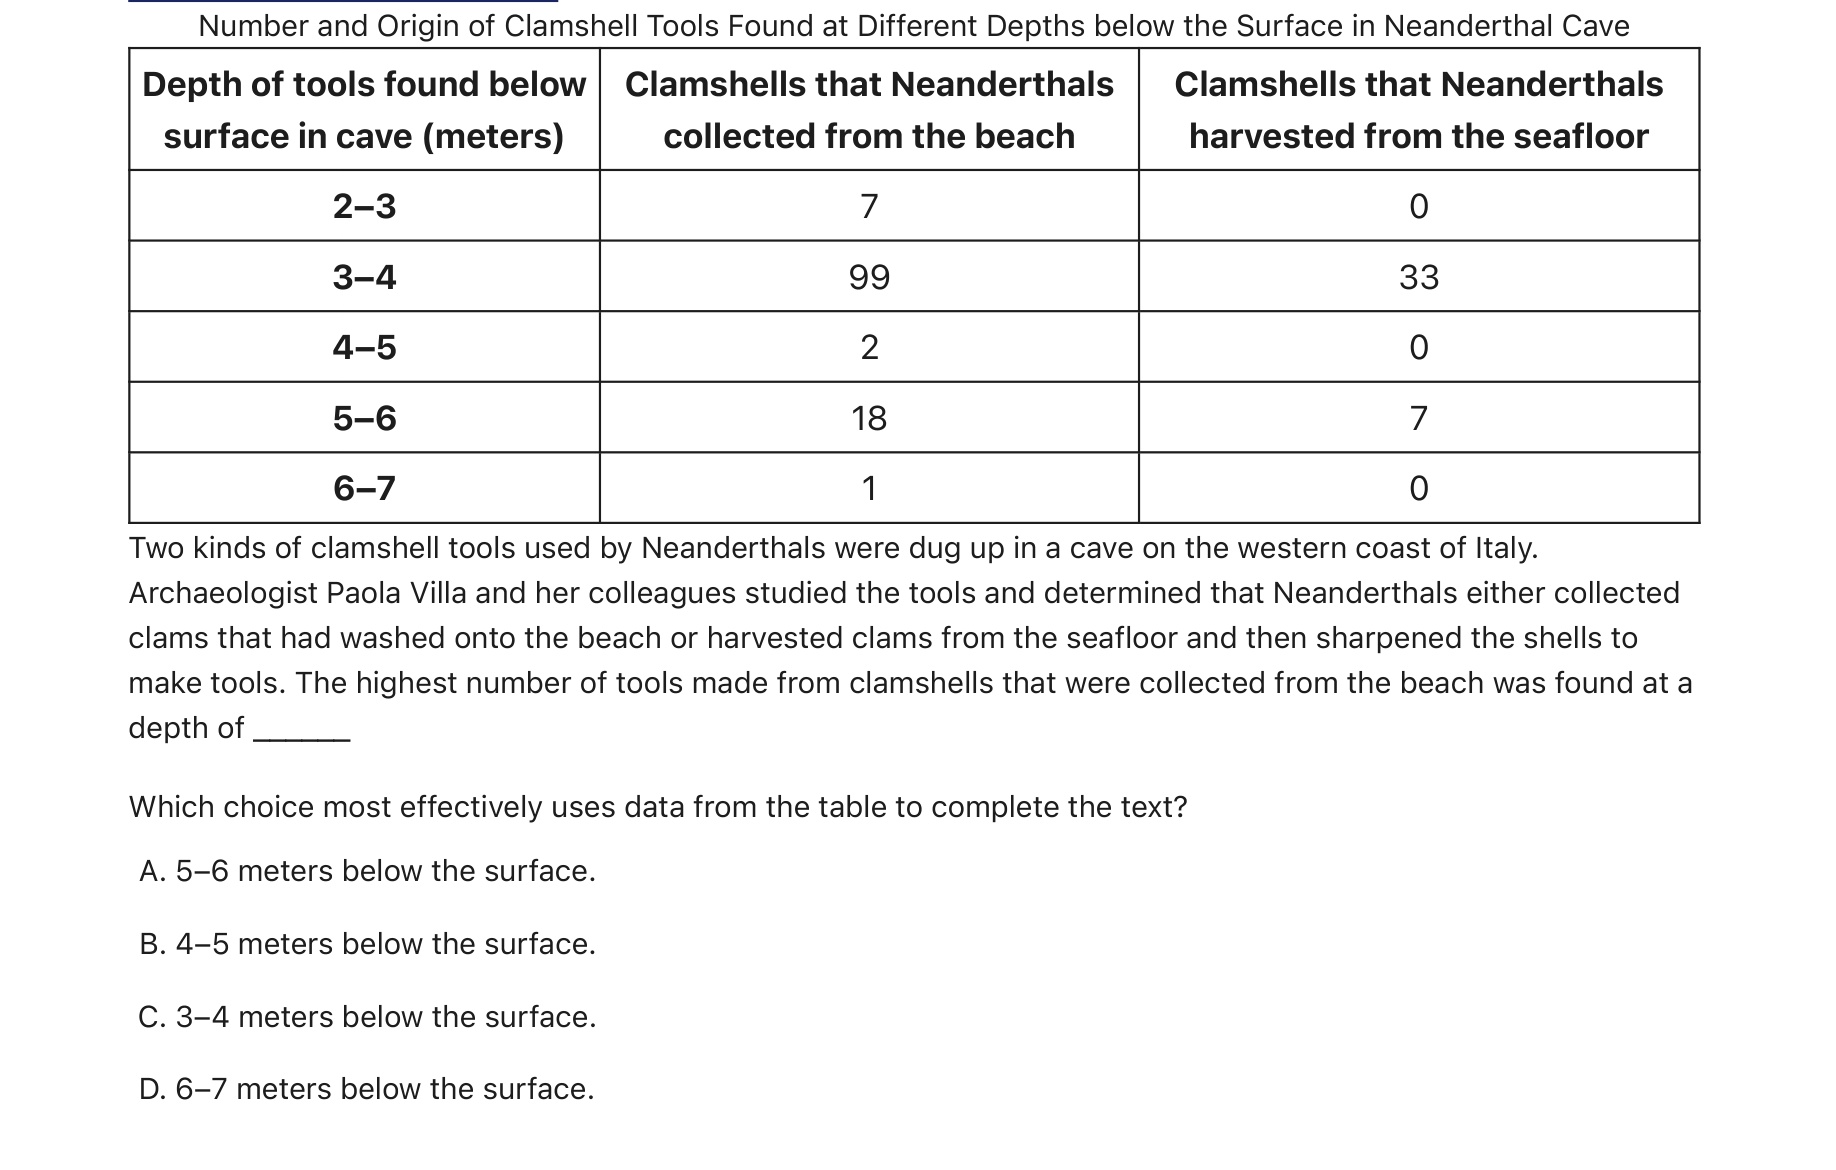 Number and Origin of Clamshell Tools Found at Different Depths below the Surface in Neanderthal Cave
Depth of tools found below surface in cave (meters) Clamshells that Neanderthals collected from the beach Clamshells that Neanderthals harvested from the seafloor
2–3 7 0
3–4 99 33
4–5 2 0
5–6 18 7
6–7 1 0
Two kinds of clamshell tools used by Neanderthals were dug up in a cave on the western coast of Italy.
Archaeologist Paola Villa and her colleagues studied the tools and determined that Neanderthals either collected
clams that had washed onto the beach or harvested clams from the seafloor and then sharpened the shells to
make tools. The highest number of tools made from clamshells that were collected from the beach was found at a
depth of ______
Which choice most effectively uses data from the table to complete the text?
A. 5–6 meters below the surface.
B. 4–5 meters below the surface.
C. 3–4 meters below the surface.
D. 6–7 meters below the surface.